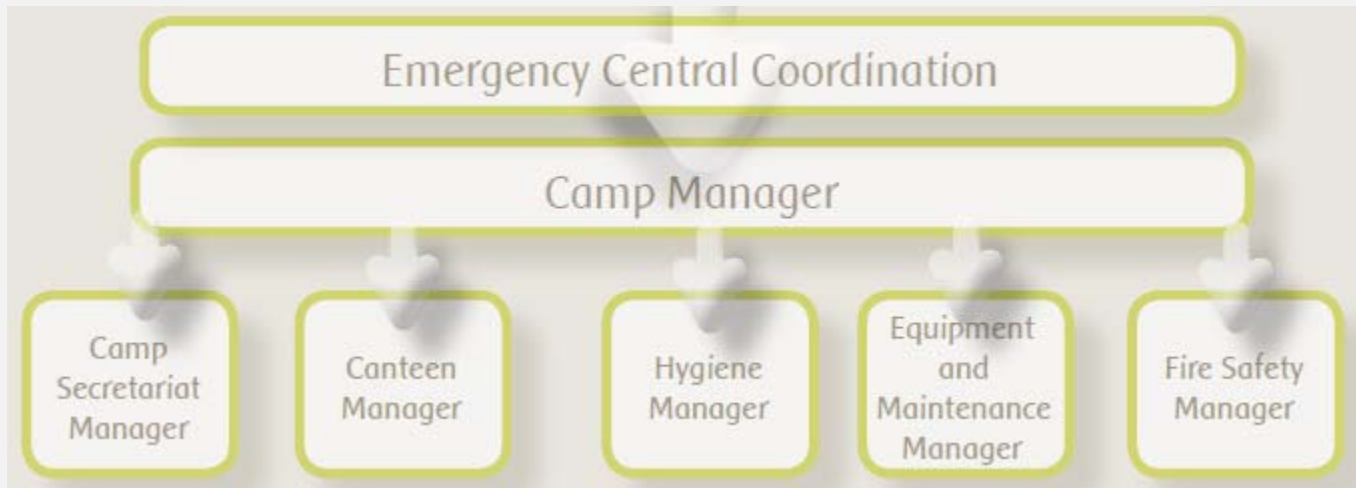 Emergency Central Coordination
Camp Manager
Camp
Secretariat
Manager
Canteen
Manager
Hygiene
Manager
Equipment
and
Maintenance
Manager
Fire Safety
Manager